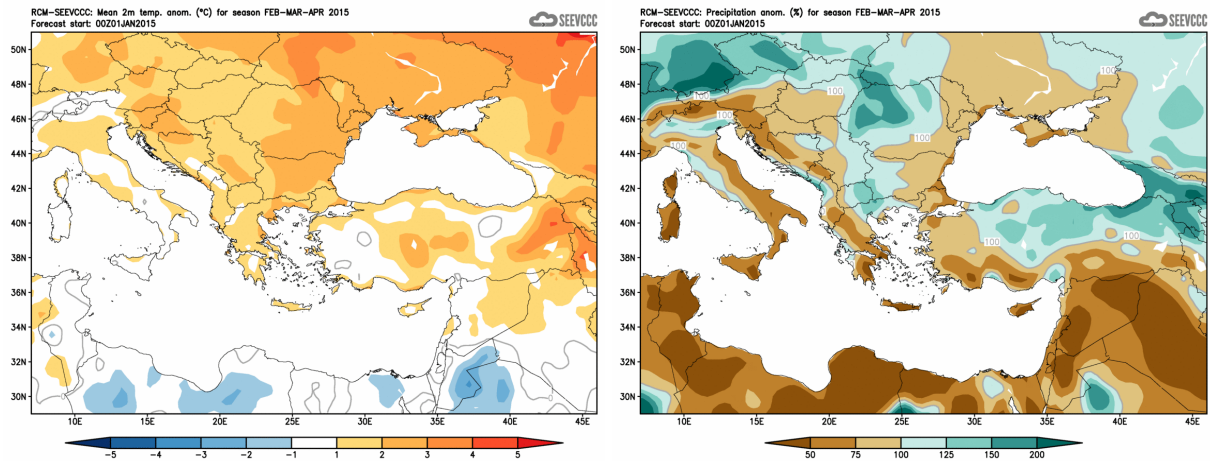 RCM-SEEVCCC: Mean 2m temp. anom. (°C) for season FEB-MAR-APR 2015
Forecast start: 00Z01JAN2015
SEEVCCC
50N
48N
46N
44N
42N
40N
38N
36N
34N
32N
30N
10E 15E 20E 25E 30E 35E 40E 45E
-5 -4 -3 -2 -1 1 2 3 4 5
RCM-SEEVCCC: Precipitation anom. (%) for season FEB-MAR-APR 2015
Forecast start: 00Z01JAN2015
SEEVCCC
50N
48N
46N
44N
42N
40N
38N
36N
34N
32N
30N
100
100
100
100
100
100
100
10E 15E 20E 25E 30E 35E 40E 45E
50 75 100 125 150 200